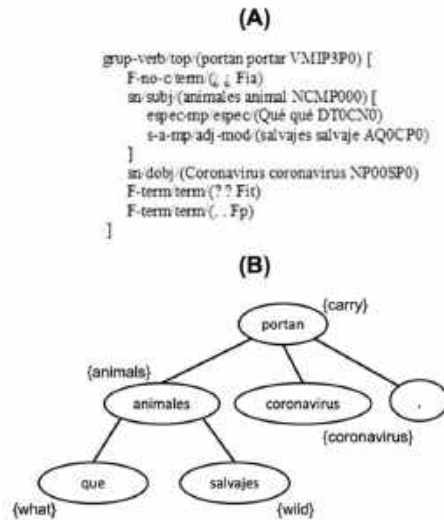 (A)
grup-verb/top/(portan portar VMIP3P0) [
F-no-c/term/(¿ ¿ Fia)
sn/subj/(animales animal NCMP000) [
espec-mp/espec/(Qué qué DT0CN0)
s-a-mp/adj-mod/(salvajes salvaje AQ0CP0)
]
sn/dobj/(Coronavirus coronavirus NP00SP0)
F-term/term/(? ? Fit)
F-term/term/(. . Fp)
]
(B)
portan
{carry}
{animals}
animales
coronavirus
.
{coronavirus}
que
salvajes
{what}
{wild}